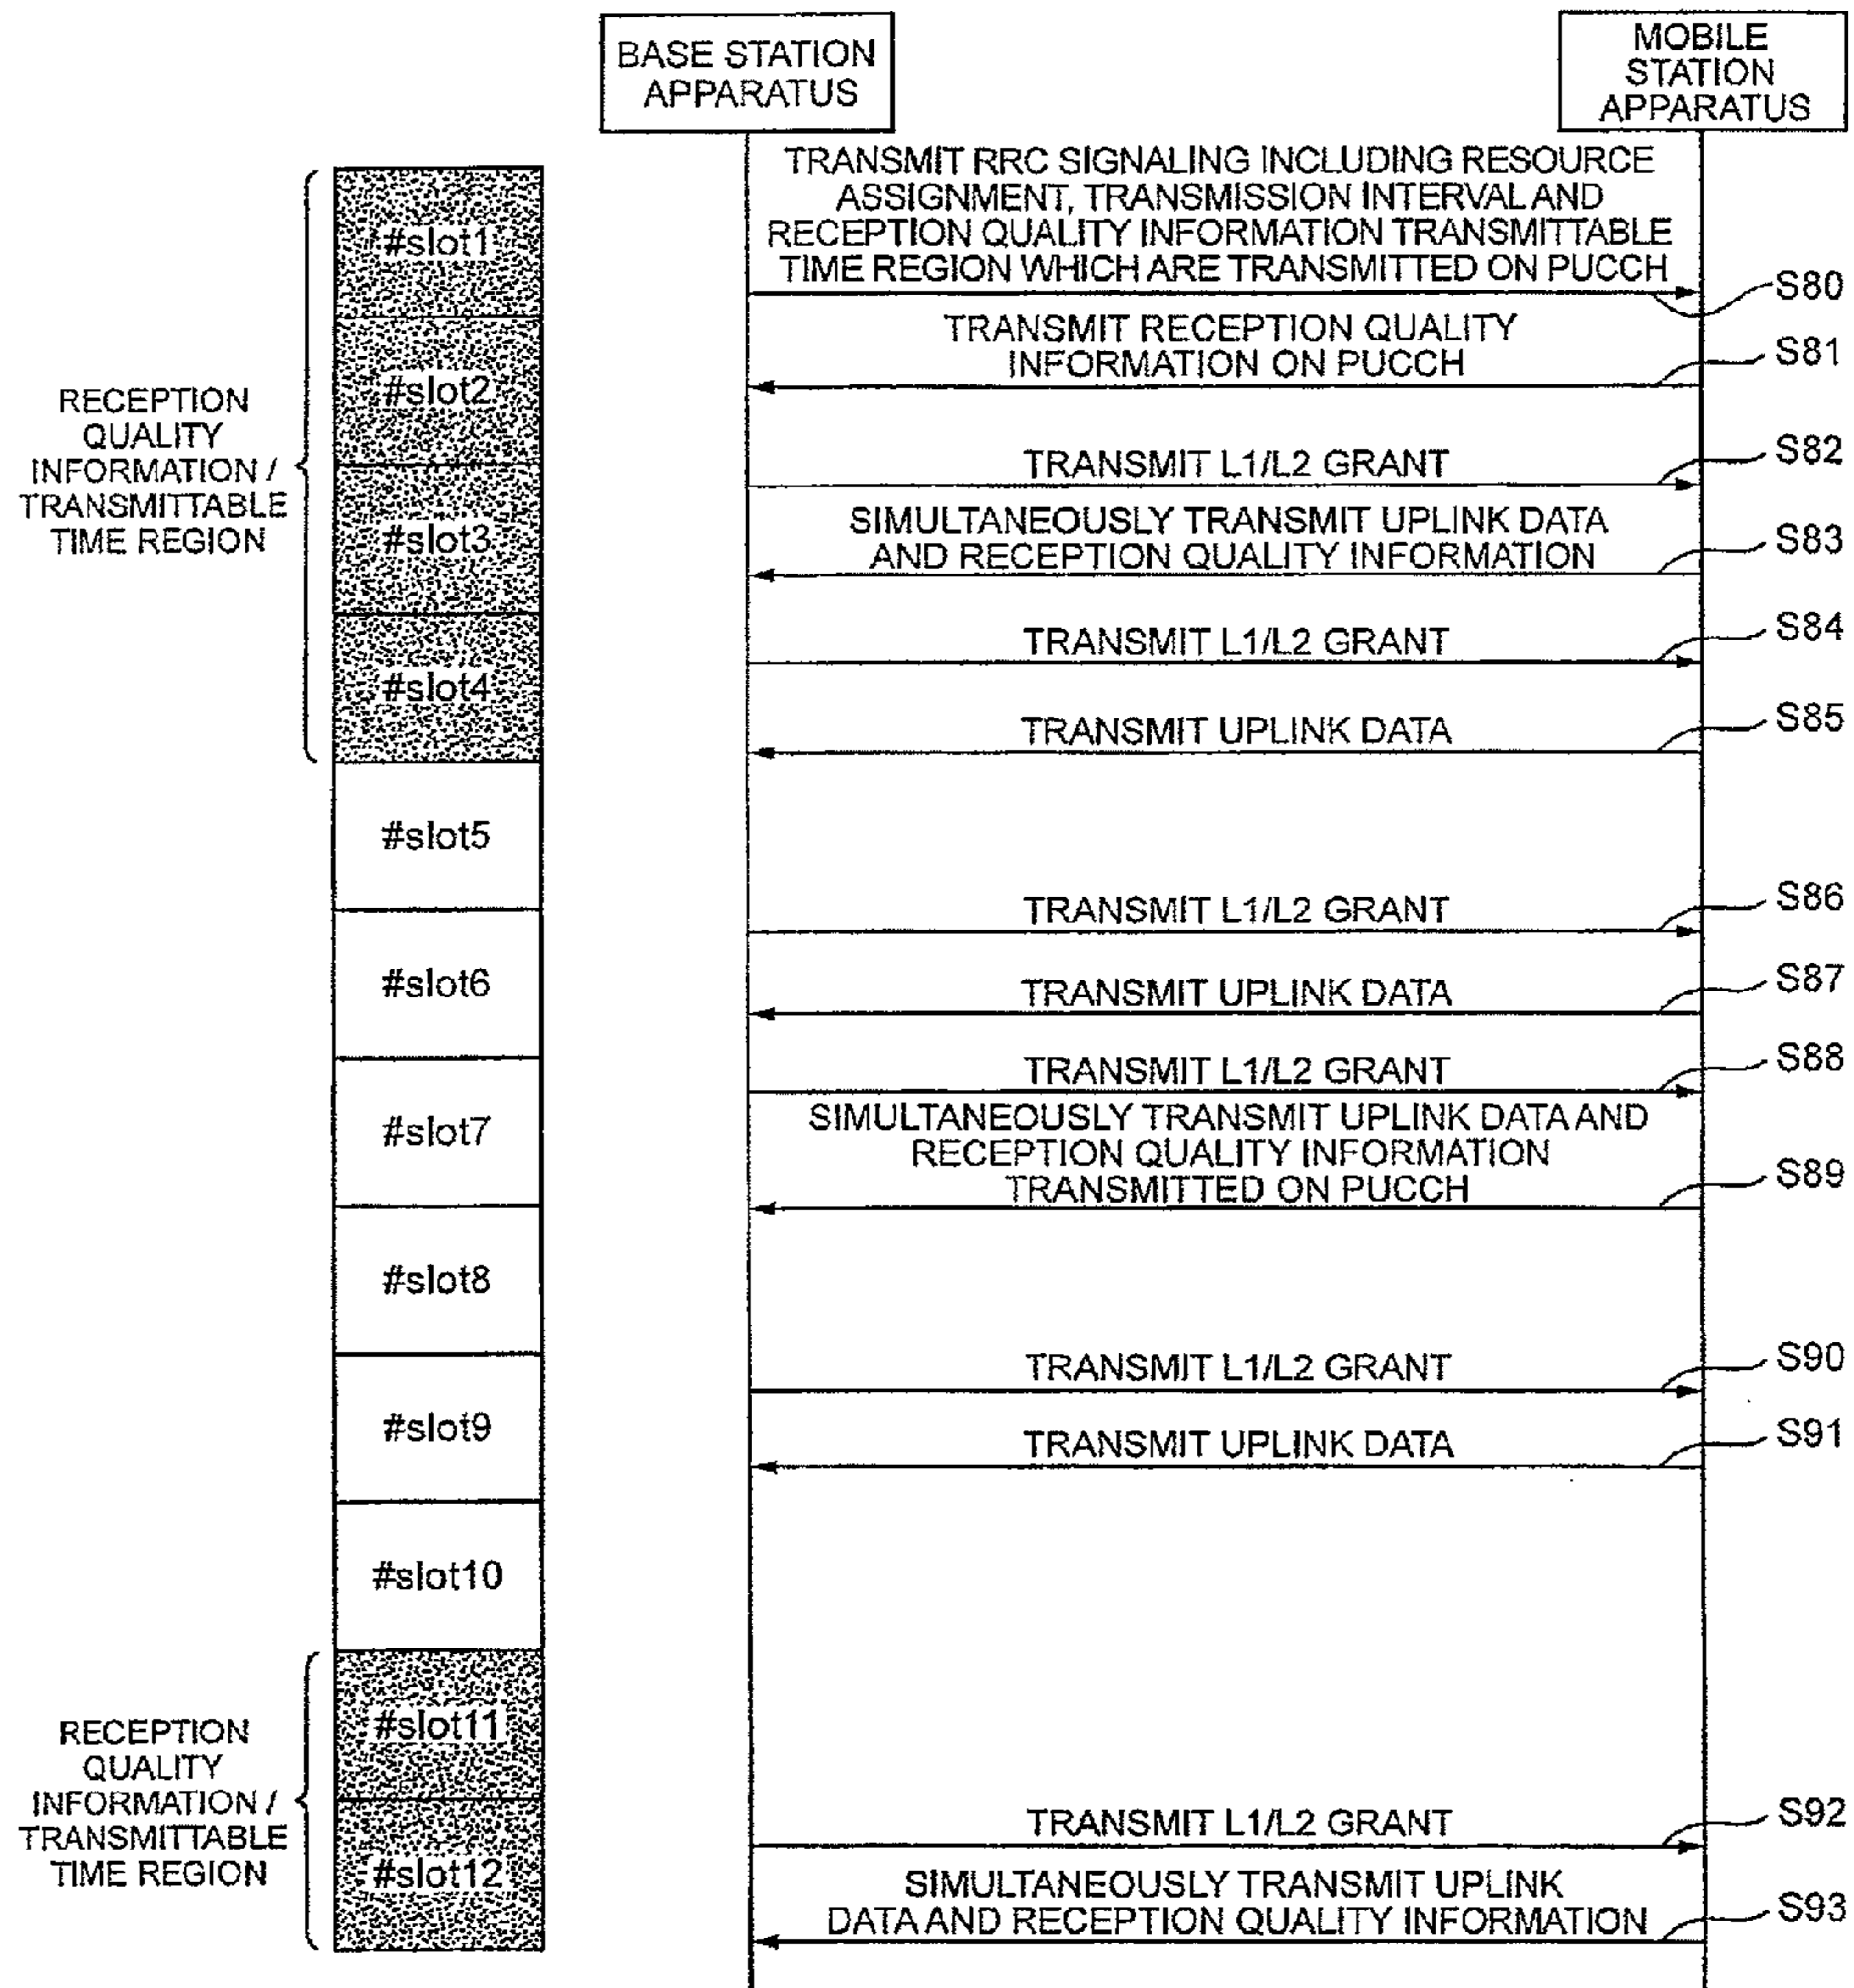 BASE STATION
APPARATUS
MOBILE
STATION
APPARATUS
TRANSMIT RRC SIGNALING INCLUDING RESOURCE
ASSIGNMENT, TRANSMISSION INTERVAL AND
RECEPTION QUALITY INFORMATION TRANSMITTABLE
TIME REGION WHICH ARE TRANSMITTED ON PUCCH
S80
#slot1
TRANSMIT RECEPTION QUALITY
INFORMATION ON PUCCH
S81
#slot2
RECEPTION
QUALITY
INFORMATION /
TRANSMITTABLE
TIME REGION
TRANSMIT L1/L2 GRANT
S82
#slot3
SIMULTANEOUSLY TRANSMIT UPLINK DATA
AND RECEPTION QUALITY INFORMATION
S83
TRANSMIT L1/L2 GRANT
S84
#slot4
TRANSMIT UPLINK DATA
S85
#slot5
TRANSMIT L1/L2 GRANT
S86
#slot6
TRANSMIT UPLINK DATA
S87
TRANSMIT L1/L2 GRANT
S88
#slot7
SIMULTANEOUSLY TRANSMIT UPLINK DATA AND
RECEPTION QUALITY INFORMATION
TRANSMITTED ON PUCCH
S89
#slot8
TRANSMIT L1/L2 GRANT
S90
#slot9
TRANSMIT UPLINK DATA
S91
#slot10
#slot11
RECEPTION
QUALITY
INFORMATION /
TRANSMITTABLE
TIME REGION
TRANSMIT L1/L2 GRANT
S92
#slot12
SIMULTANEOUSLY TRANSMIT UPLINK
DATA AND RECEPTION QUALITY INFORMATION
S93